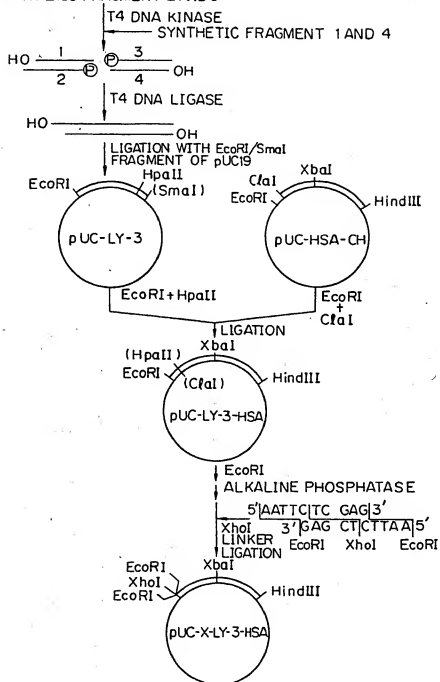 T4 DNA KINASE
SYNTHETIC FRAGMENT 1 AND 4
HO 1 P 3
2 4 OH
T4 DNA LIGASE
HO
OH
LIGATION WITH EcoRI/SmaI
FRAGMENT OF pUC19
HpaII
EcoRI (SmaI)
pUC-LY-3
XbaI
ClaI
EcoRI HindIII
pUC-HSA-CH
EcoRI+HpaII
EcoRI
+
ClaI
LIGATION
XbaI
(HpaII)
EcoRI (ClaI) HindIII
pUC-LY-3-HSA
EcoRI
ALKALINE PHOSPHATASE
5'|AATTC|TC GAG|3'
XhoI 3'|GAG CT|CTTAA|5'
LINKER EcoRI XhoI EcoRI
LIGATION
XbaI
EcoRI
XhoI
EcoRI HindIII
pUC-X-LY-3-HSA